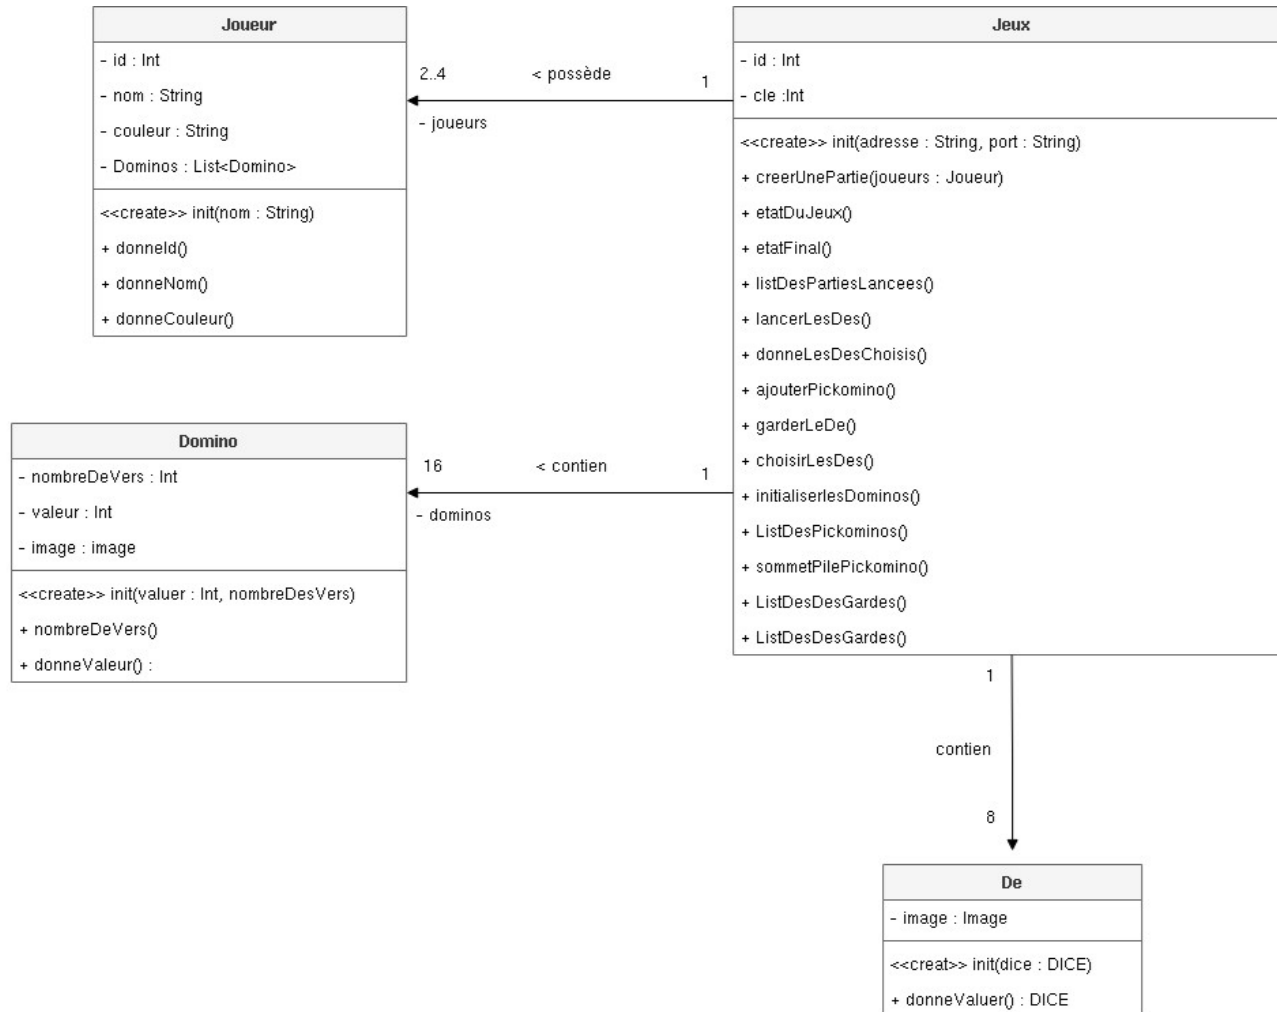 Joueur
- id : Int
- nom : String
- couleur : String
- Dominos : List<Domino>
<<create>> init(nom : String)
+ donneId()
+ donneNom()
+ donneCouleur()
2..4
< possède
1
- joueurs
Jeux
- id : Int
- cle :Int
<<create>> init(adresse : String, port : String)
+ creerUnePartie(joueurs : Joueur)
+ etatDuJeux()
+ etatFinal()
+ listDesPartiesLancees()
+ lancerLesDes()
+ donneLesDesChoisis()
+ ajouterPickomino()
+ garderLeDe()
+ choisirLesDes()
+ initialiserlesDominos()
+ ListDesPickominos()
+ sommetPilePickomino()
+ ListDesDesGardes()
+ ListDesDesGardes()
Domino
- nombreDeVers : Int
- valeur : Int
- image : image
<<create>> init(valuer : Int, nombreDesVers)
+ nombreDeVers()
+ donneValeur() :
16
< contien
1
- dominos
1
contien
8
De
- image : Image
<<creat>> init(dice : DICE)
+ donneValuer() : DICE